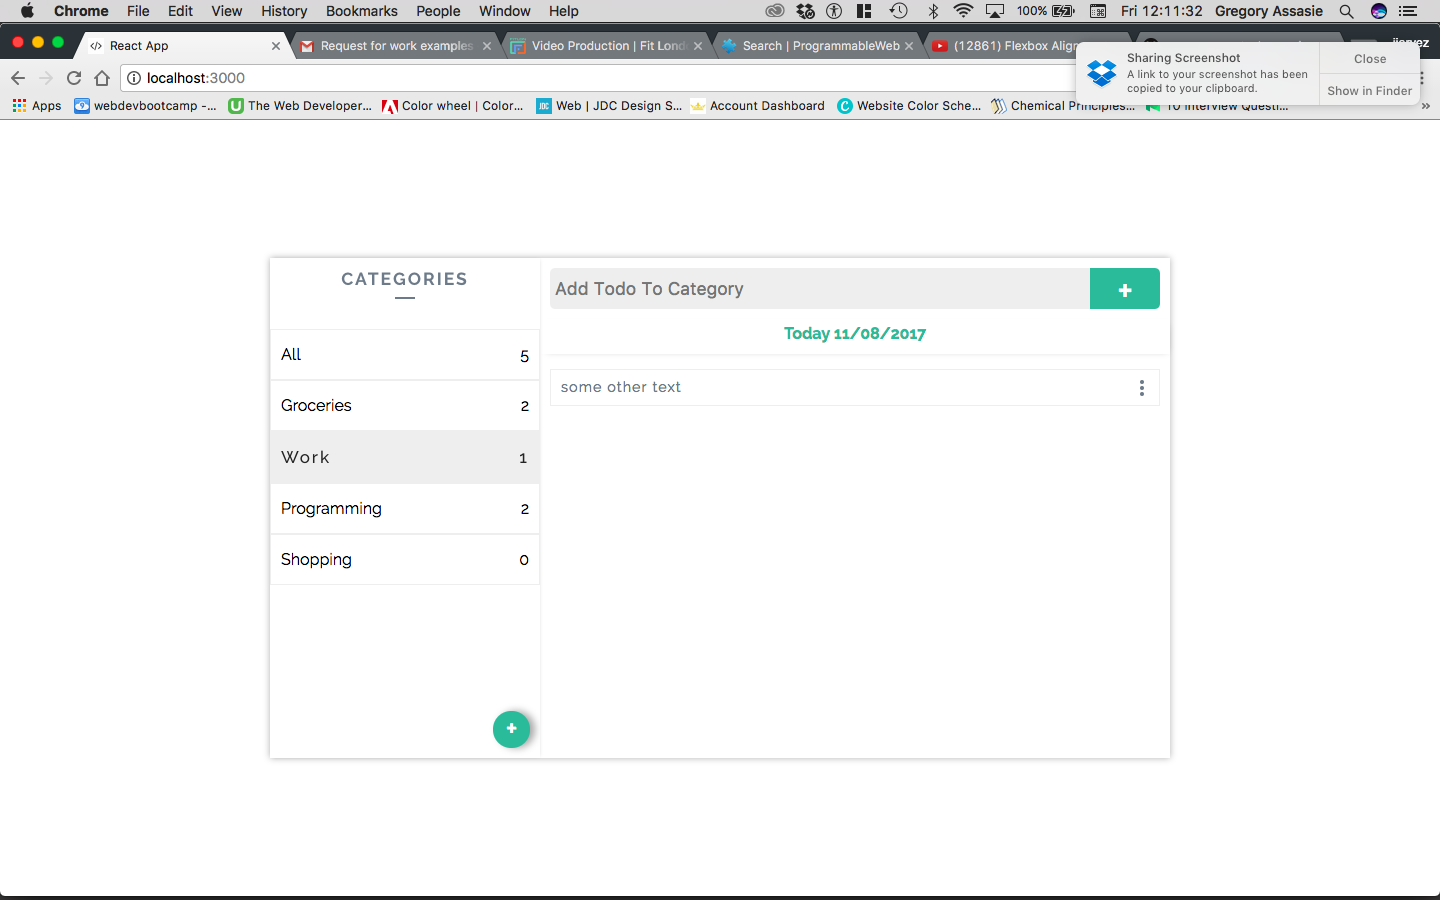 Chrome File Edit View History Bookmarks People Window Help 100% Fri 12:11:32 Gregory Assasie
React App
Request for work examples
Video Production | Fit Lond
Search | ProgrammableWeb
(12861) Flexbox Alig
localhost:3000
Sharing Screenshot
A link to your screenshot has been
copied to your clipboard.
Close
Show in Finder
Apps webdevbootcamp -... The Web Developer... Color wheel | Color... Web | JDC Design S... Account Dashboard Website Color Sche... Chemical Principles... 10 Interview Questi... »
CATEGORIES
All 5
Groceries 2
Work 1
Programming 2
Shopping 0
+
Add Todo To Category +
Today 11/08/2017
some other text